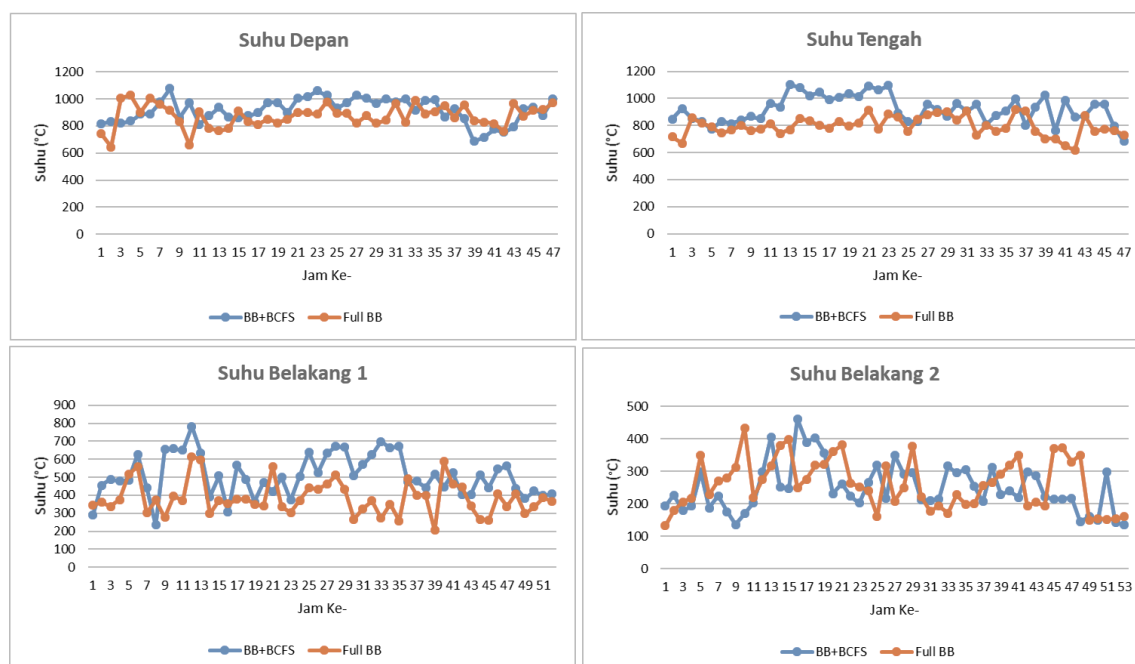 Suhu Depan
1200
1000
800
600
400
200
0
Suhu (°C)
1 3 5 7 9 11 13 15 17 19 21 23 25 27 29 31 33 35 37 39 41 43 45 47
Jam Ke-
BB+BCFS Full BB
Suhu Tengah
1200
1000
800
600
400
200
0
Suhu (°C)
1 3 5 7 9 11 13 15 17 19 21 23 25 27 29 31 33 35 37 39 41 43 45 47
Jam Ke-
BB+BCFS Full BB
Suhu Belakang 1
900
800
700
600
500
400
300
200
100
0
Suhu (°C)
1 3 5 7 9 11 13 15 17 19 21 23 25 27 29 31 33 35 37 39 41 43 45 47 49 51
Jam Ke-
BB+BCFS Full BB
Suhu Belakang 2
500
400
300
200
100
0
Suhu (°C)
1 3 5 7 9 11 13 15 17 19 21 23 25 27 29 31 33 35 37 39 41 43 45 47 49 51 53
Jam Ke-
BB+BCFS Full BB